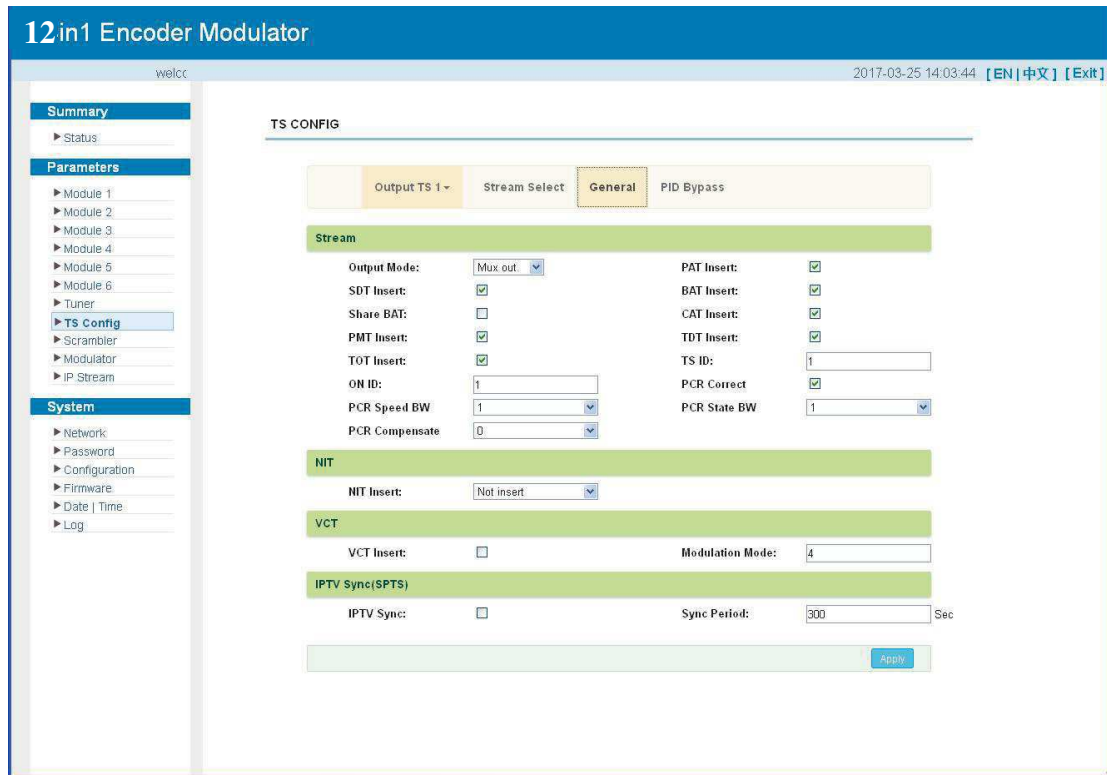 12-in1 Encoder Modulator
welcc
2017-03-25 14:03:44 [EN|中文] [Exit]
Summary
Status
Parameters
Module 1
Module 2
Module 3
Module 4
Module 5
Module 6
Tuner
TS Config
Scrambler
Modulator
IP Stream
System
Network
Password
Configuration
Firmware
Date | Time
Log
TS CONFIG
Output TS 1 Stream Select General PID Bypass
Stream
Output Mode: Mux out PAT Insert:
SDT Insert: BAT Insert:
Share BAT: CAT Insert:
PMT Insert: TDT Insert:
TOT Insert: TS ID: 1
ON ID: 1 PCR Correct
PCR Speed BW 1 PCR State BW 1
PCR Compensate 0
NIT
NIT Insert: Not insert
VCT
VCT Insert: Modulation Mode: 4
IPTV Sync(SPTS)
IPTV Sync: Sync Period: 300 Sec
Apply